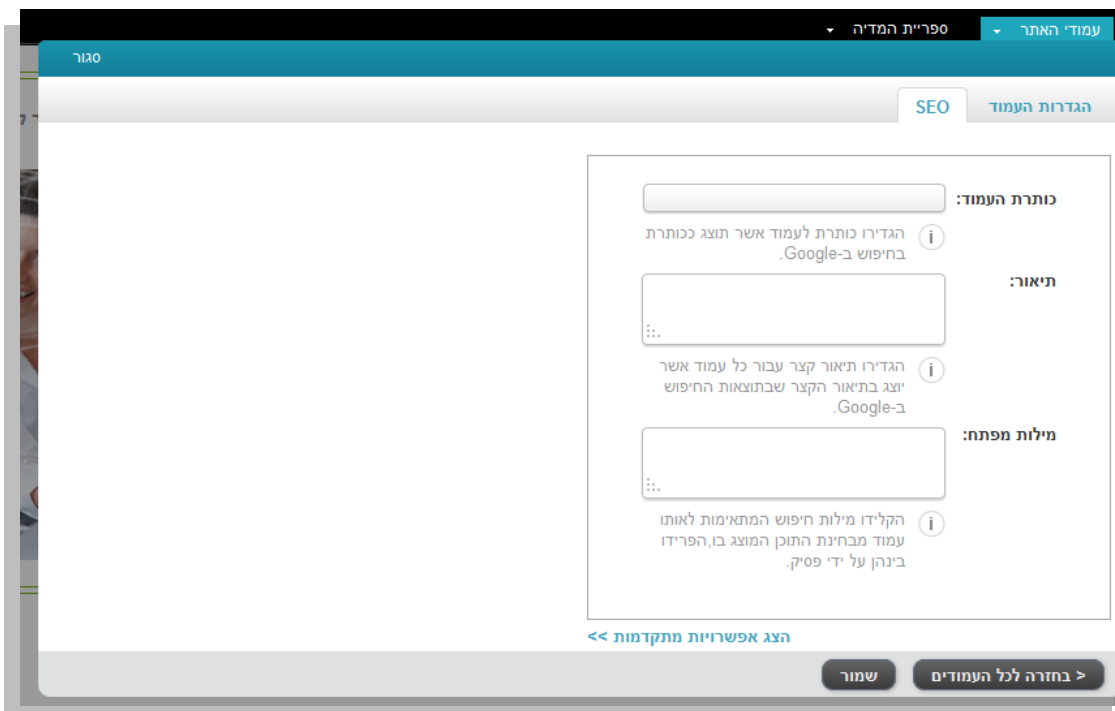 עמודי האתר
ספריית המדיה
סגור
הגדרות העמוד
SEO
כותרת העמוד:
הגדירו כותרת לעמוד אשר תוצג ככותרת
בחיפוש ב-Google.
תיאור:
הגדירו תיאור קצר עבור כל עמוד אשר
יוצג בתיאור הקצר שבתוצאות החיפוש
ב-Google.
מילות מפתח:
הקלידו מילות חיפוש המתאימות לאותו
עמוד מבחינת התוכן המוצג בו,הפרידו
בינהן על ידי פסיק.
הצג אפשרויות מתקדמות >>
< בחזרה לכל העמודים
שמור